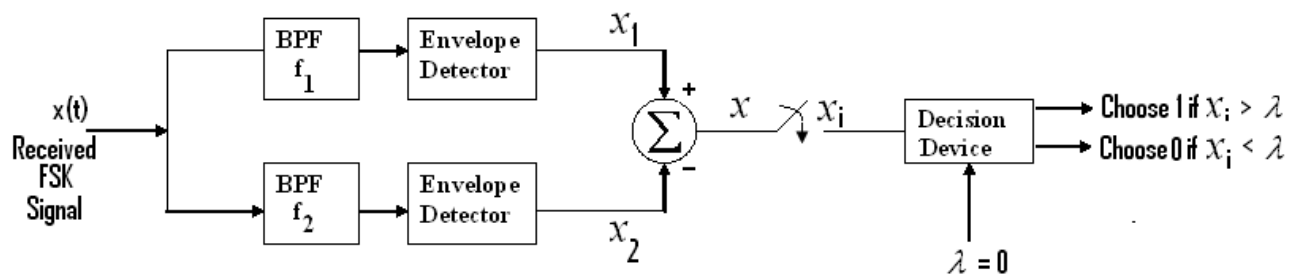 BPF
f1
Envelope
Detector
x1
x(t)
Received
FSK
Signal
+
Σ
−
x
xi
Decision
Device
Choose 1 if xi > λ
Choose 0 if xi < λ
BPF
f2
Envelope
Detector
x2
λ = 0